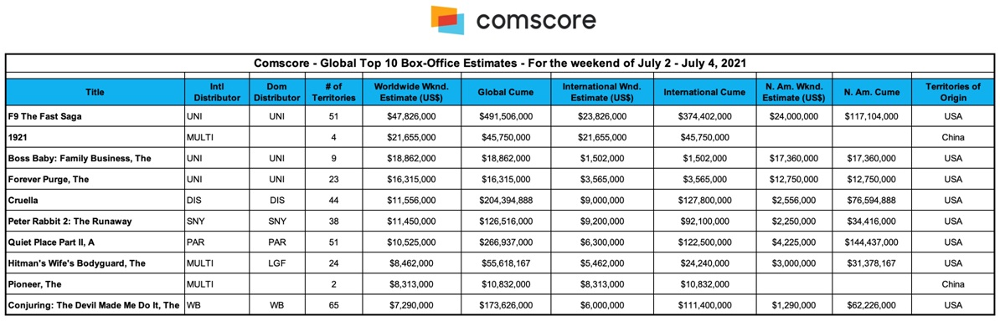 comscore
Comscore - Global Top 10 Box-Office Estimates - For the weekend of July 2 - July 4, 2021
Title Intl Distributor Dom Distributor # of Territories Worldwide Wknd. Estimate (US$) Global Cume International Wnd. Estimate (US$) International Cume N. Am. Wknd. Estimate (US$) N. Am. Cume Territories of Origin
F9 The Fast Saga UNI UNI 51 $47,826,000 $491,506,000 $23,826,000 $374,402,000 $24,000,000 $117,104,000 USA
1921 MULTI 4 $21,655,000 $45,750,000 $21,655,000 $45,750,000 China
Boss Baby: Family Business, The UNI UNI 9 $18,862,000 $18,862,000 $1,502,000 $1,502,000 $17,360,000 $17,360,000 USA
Forever Purge, The UNI UNI 23 $16,315,000 $16,315,000 $3,565,000 $3,565,000 $12,750,000 $12,750,000 USA
Cruella DIS DIS 44 $11,556,000 $204,394,888 $9,000,000 $127,800,000 $2,556,000 $76,594,888 USA
Peter Rabbit 2: The Runaway SNY SNY 38 $11,450,000 $126,516,000 $9,200,000 $92,100,000 $2,250,000 $34,416,000 USA
Quiet Place Part II, A PAR PAR 51 $10,525,000 $266,937,000 $6,300,000 $122,500,000 $4,225,000 $144,437,000 USA
Hitman's Wife's Bodyguard, The MULTI LGF 24 $8,462,000 $55,618,167 $5,462,000 $24,240,000 $3,000,000 $31,378,167 USA
Pioneer, The MULTI 2 $8,313,000 $10,832,000 $8,313,000 $10,832,000 China
Conjuring: The Devil Made Me Do It, The WB WB 65 $7,290,000 $173,626,000 $6,000,000 $111,400,000 $1,290,000 $62,226,000 USA